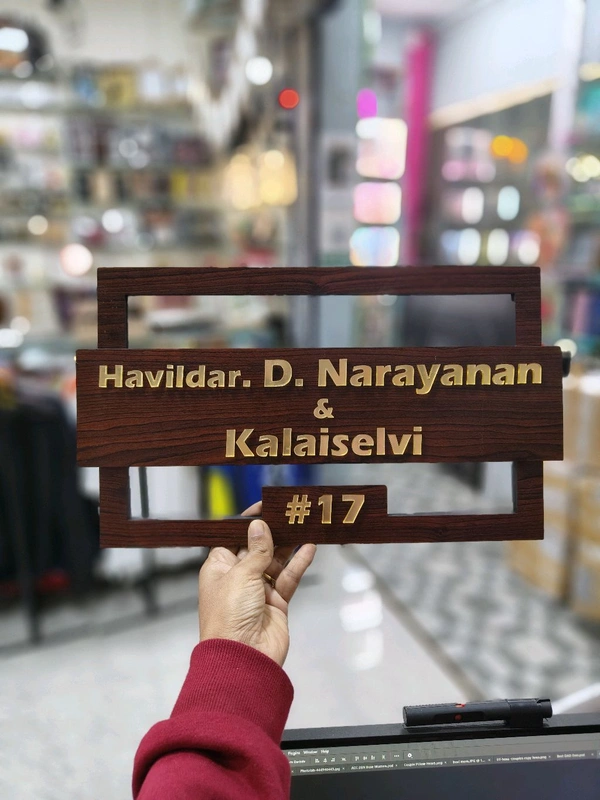 Havildar. D. Narayanan
&
Kalaiselvi
#17